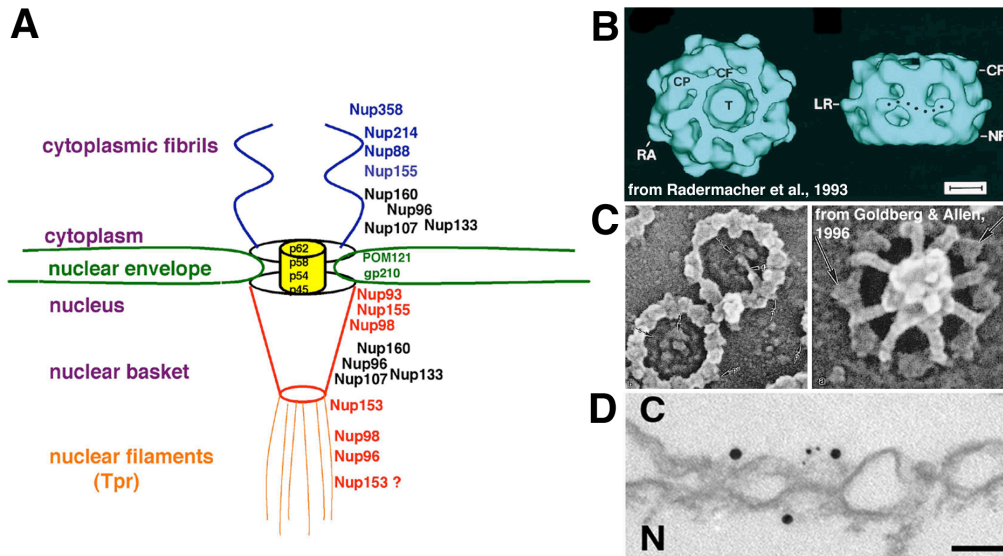 A
cytoplasmic fibrils
cytoplasm
nuclear envelope
nucleus
nuclear basket
nuclear filaments
(Tpr)
Nup358
Nup214
Nup88
Nup155
Nup160
Nup96
Nup107 Nup133
p62
p58
p54
p45
POM121
gp210
Nup93
Nup155
Nup98
Nup160
Nup96
Nup107 Nup133
Nup153
Nup98
Nup96
Nup153 ?
B
CP
CF
T
RA
LR
CR
NR
from Radermacher et al., 1993
C
from Goldberg & Allen,
1996
D
C
N